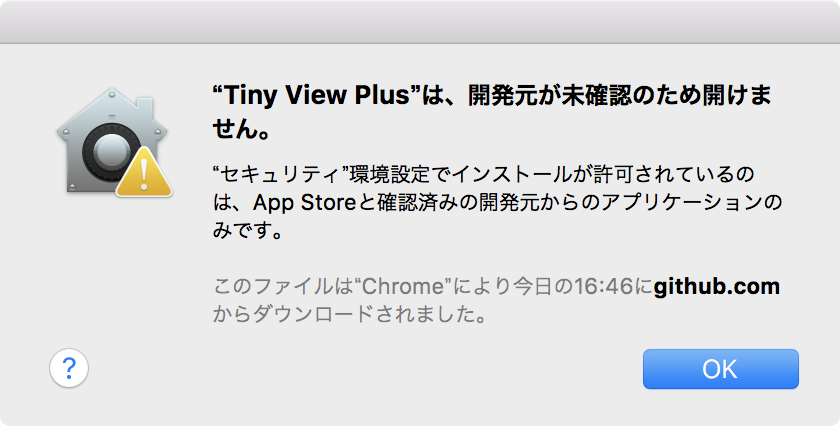 “Tiny View Plus”は、開発元が未確認のため開けま
せん。
“セキュリティ”環境設定でインストールが許可されているの
は、App Storeと確認済みの開発元からのアプリケーションの
みです。
このファイルは“Chrome”により今日の16:46にgithub.com
からダウンロードされました。
?
OK